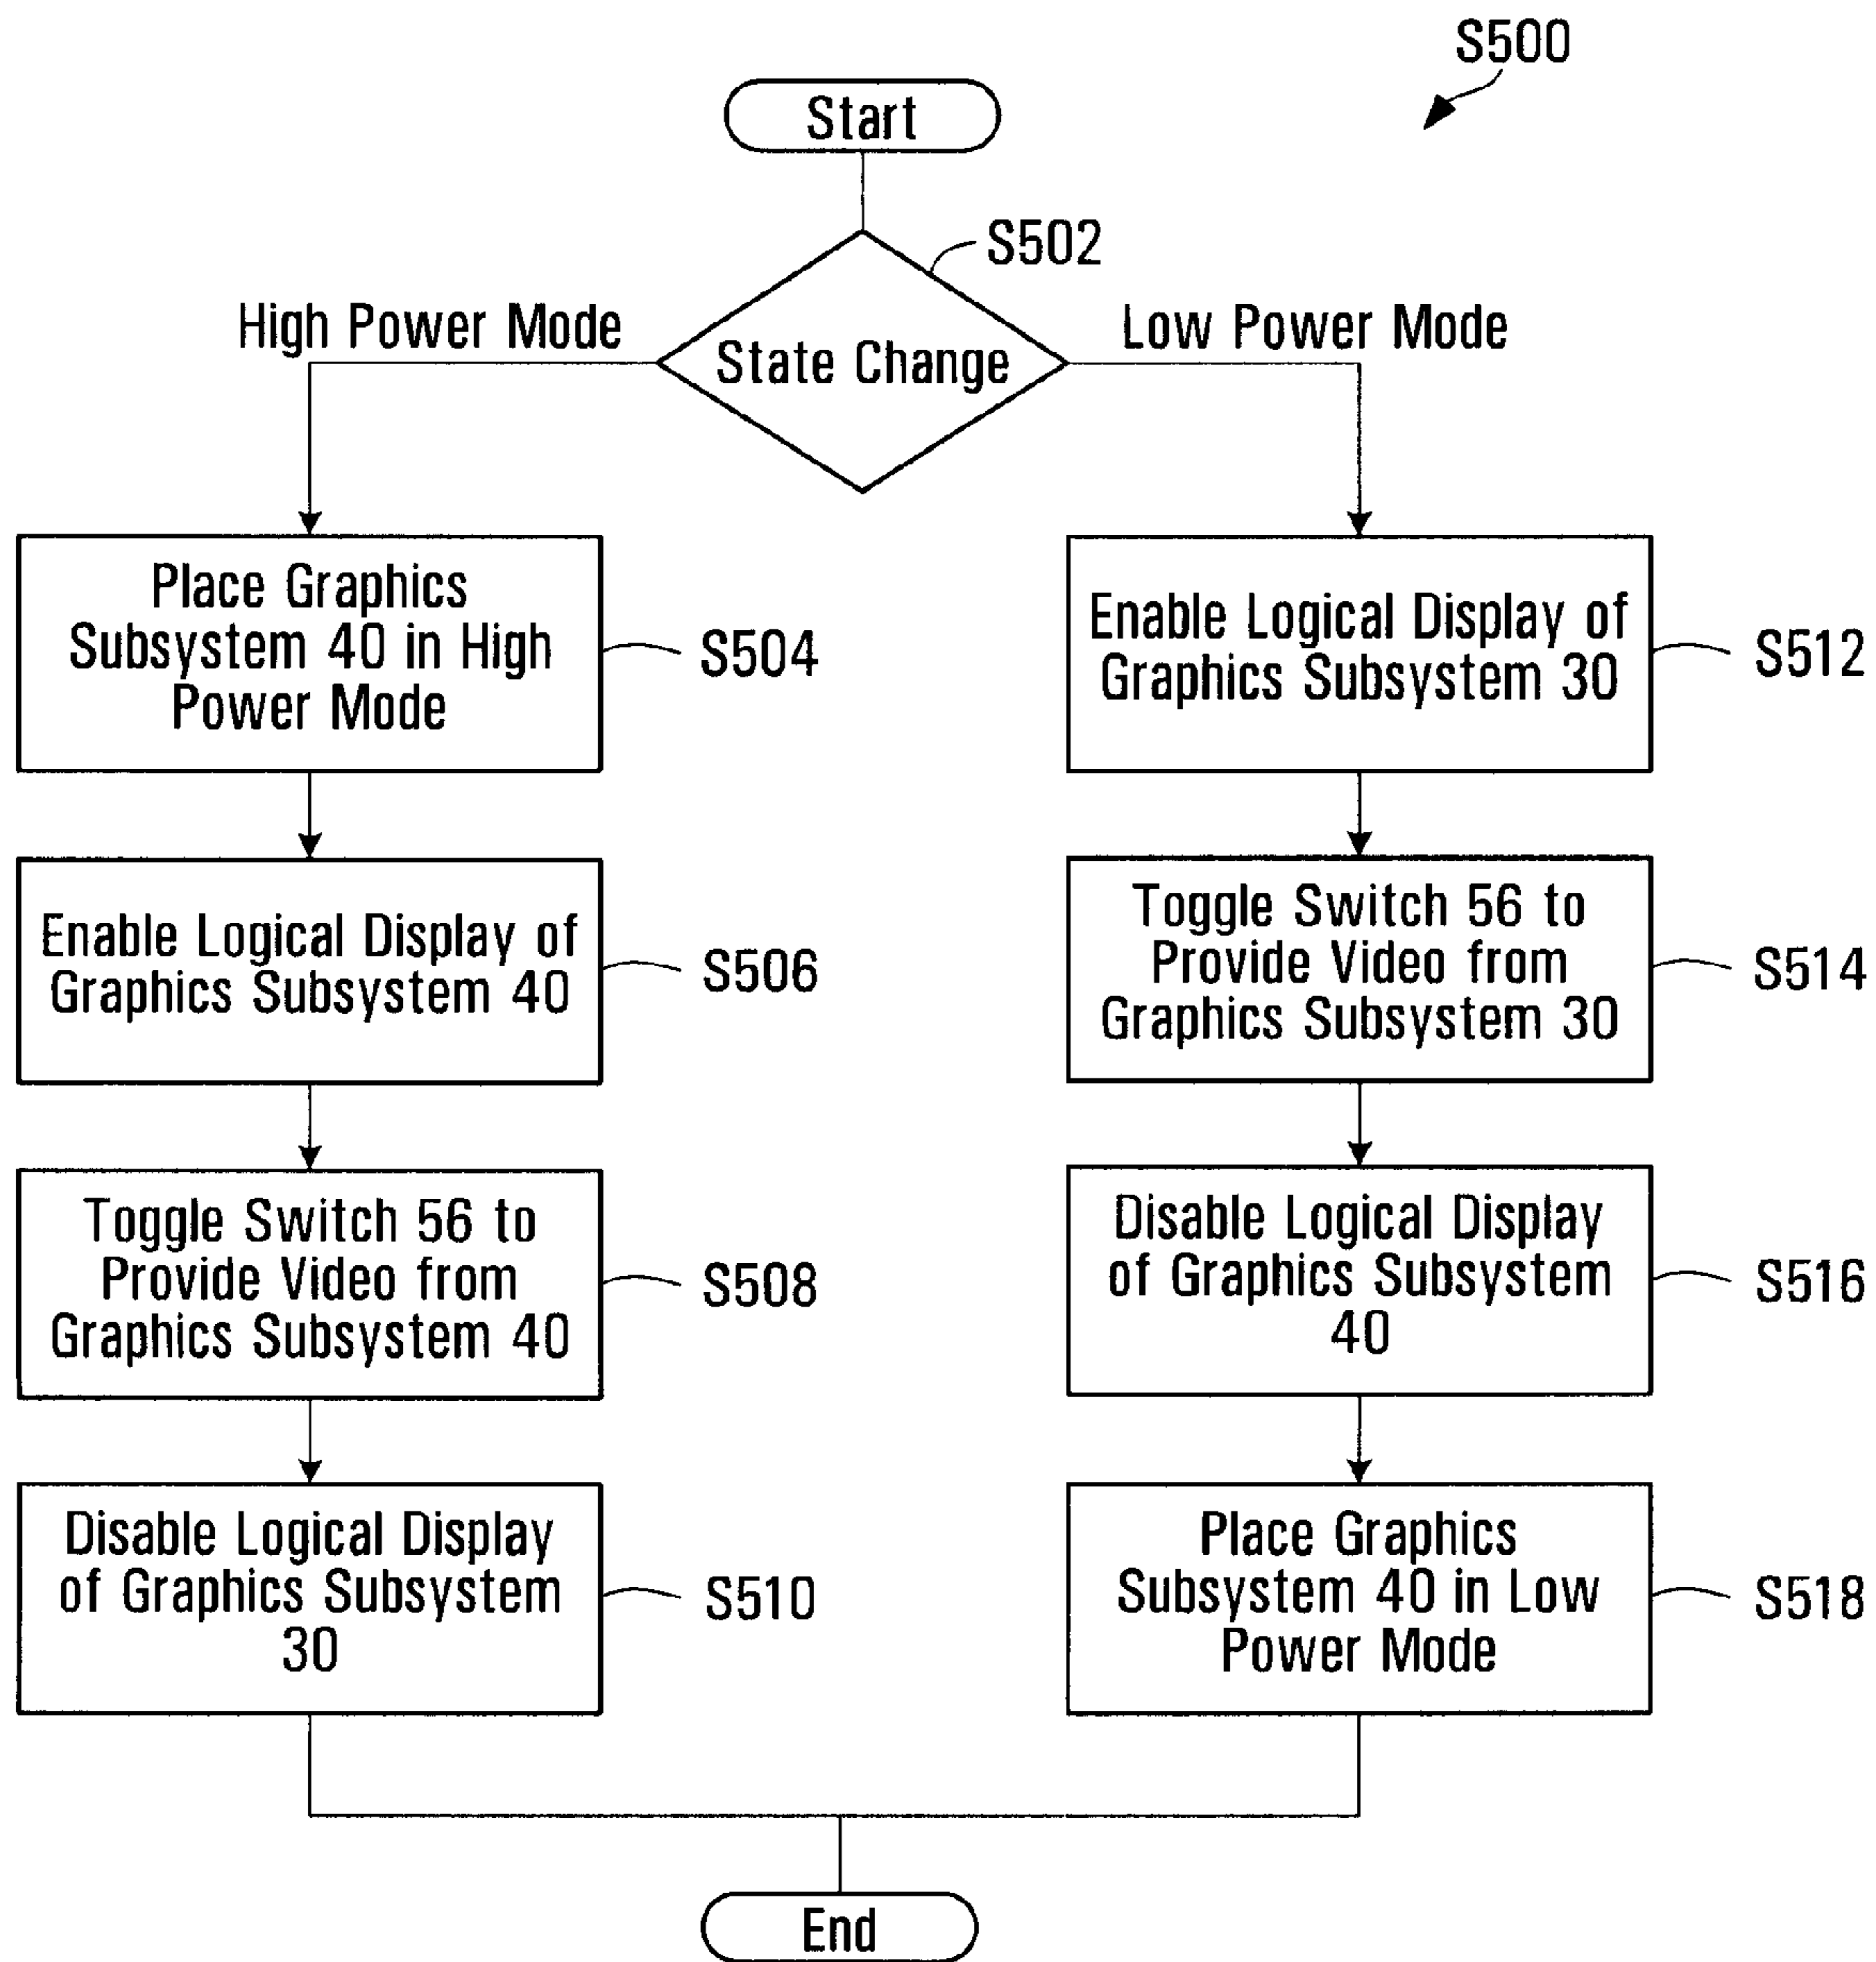 S500
Start
S502
High Power Mode
Low Power Mode
State Change
Place Graphics
Subsystem 40 in High
Power Mode
S504
Enable Logical Display of
Graphics Subsystem 40
S506
Toggle Switch 56 to
Provide Video from
Graphics Subsystem 40
S508
Disable Logical Display
of Graphics Subsystem
30
S510
Enable Logical Display of
Graphics Subsystem 30
S512
Toggle Switch 56 to
Provide Video from
Graphics Subsystem 30
S514
Disable Logical Display
of Graphics Subsystem
40
S516
Place Graphics
Subsystem 40 in Low
Power Mode
S518
End